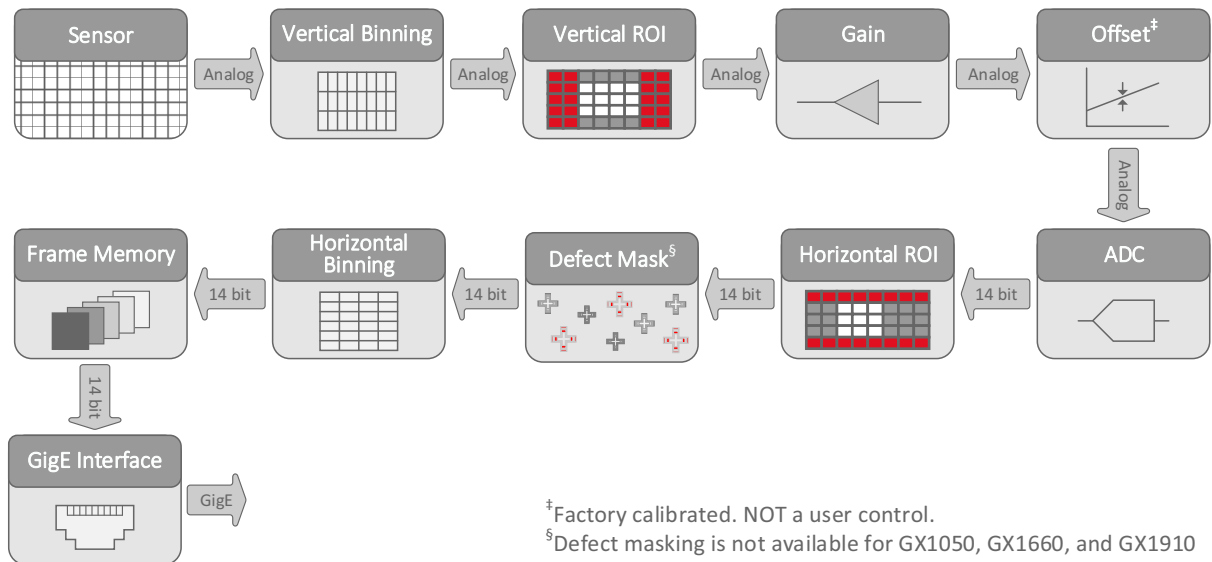 Sensor
Analog
Vertical Binning
Analog
Vertical ROI
Analog
Gain
Analog
Offset‡
Analog
ADC
14 bit
Horizontal ROI
14 bit
Defect Mask§
14 bit
Horizontal
Binning
14 bit
Frame Memory
14 bit
GigE Interface
GigE
‡Factory calibrated. NOT a user control.
§Defect masking is not available for GX1050, GX1660, and GX1910